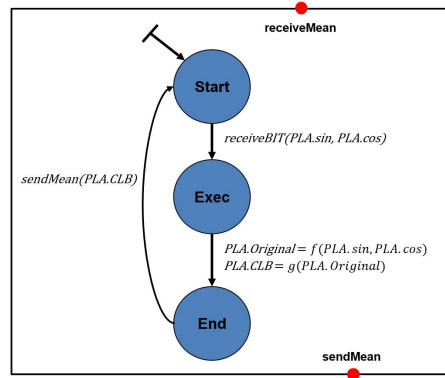 receiveMean
Start
receiveBIT(PLA.sin, PLA.cos)
sendMean(PLA.CLB)
Exec
PLA.Original = f(PLA.sin, PLA.cos)
PLA.CLB = g(PLA.Original)
End
sendMean